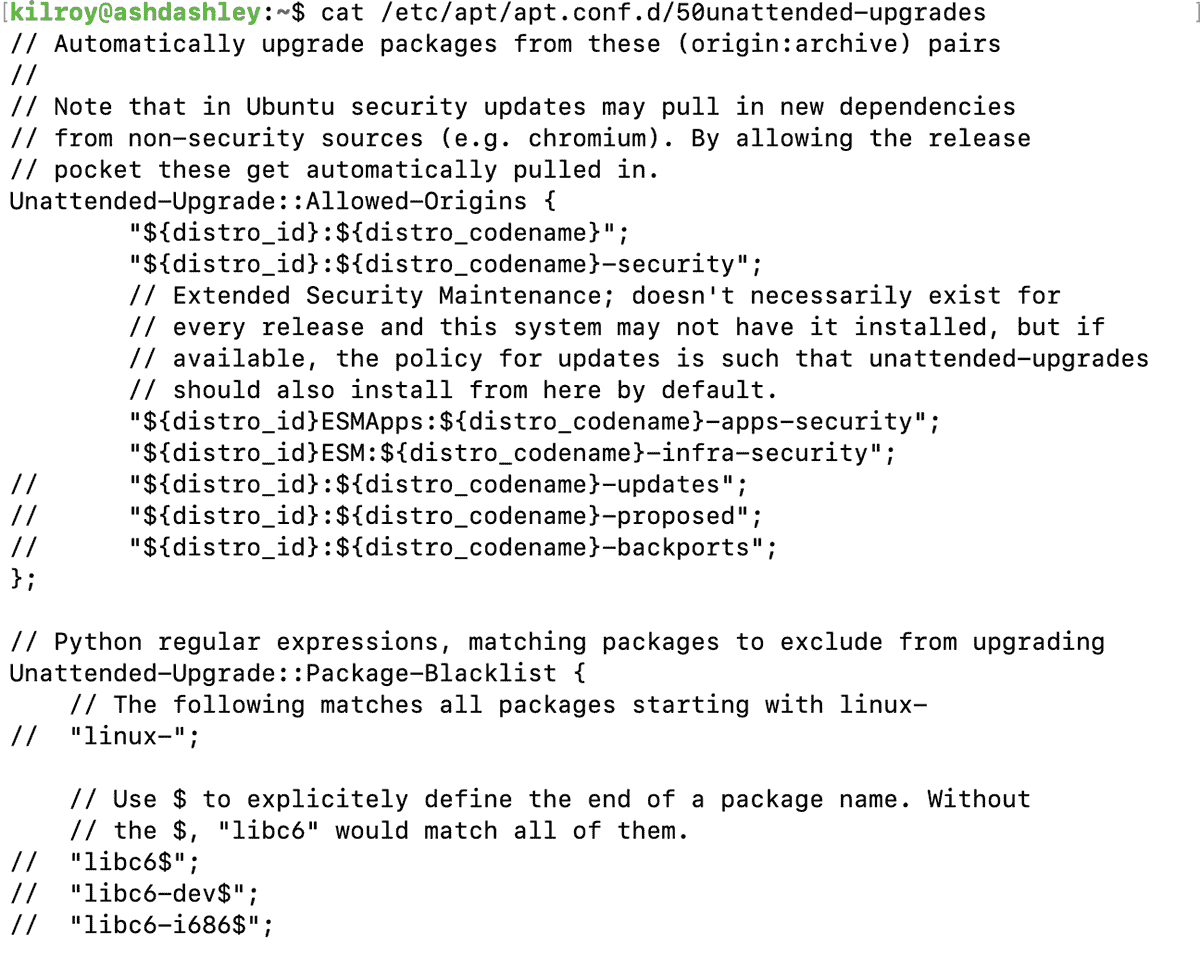 [kilroy@ashdashley:~$ cat /etc/apt/apt.conf.d/50unattended-upgrades ]
// Automatically upgrade packages from these (origin:archive) pairs
//
// Note that in Ubuntu security updates may pull in new dependencies
// from non-security sources (e.g. chromium). By allowing the release
// pocket these get automatically pulled in.
Unattended-Upgrade::Allowed-Origins {
        "${distro_id}:${distro_codename}";
        "${distro_id}:${distro_codename}-security";
        // Extended Security Maintenance; doesn't necessarily exist for
        // every release and this system may not have it installed, but if
        // available, the policy for updates is such that unattended-upgrades
        // should also install from here by default.
        "${distro_id}ESMApps:${distro_codename}-apps-security";
        "${distro_id}ESM:${distro_codename}-infra-security";
//      "${distro_id}:${distro_codename}-updates";
//      "${distro_id}:${distro_codename}-proposed";
//      "${distro_id}:${distro_codename}-backports";
};

// Python regular expressions, matching packages to exclude from upgrading
Unattended-Upgrade::Package-Blacklist {
    // The following matches all packages starting with linux-
//  "linux-";

    // Use $ to explicitely define the end of a package name. Without
    // the $, "libc6" would match all of them.
//  "libc6$";
//  "libc6-dev$";
//  "libc6-i686$";